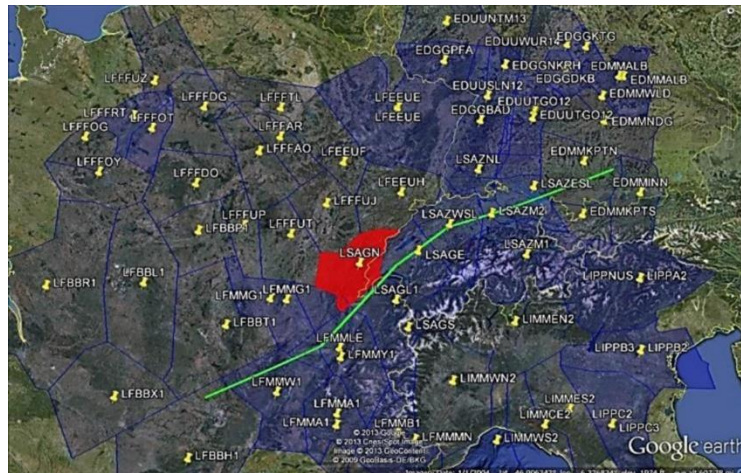 EDUUNTM13
EDUUWUR14
EDGGKTG
EDGGPFA
EDGGNKRH
EDGGDKB
EDMMALB
EDMMALB
LFFFUZ
EDUUSLN12
EDMMWLD
LFFFDG
LFFFTL
LFEEUE
LFEEUE
LFFFRT
EDGGBAD
EDUUTGO12
EDUUTGO12
EDMMNDG
LFFFOT
LFFFOG
LFFFAR
LFFFAO
LFEEUF
EDMMKPTN
LFFFOY
LSAZNL
LFFFDO
LFEEUH
LSAZESL
EDMMINN
LFFFUJ
LSAZM2
EDMMKPTS
LFBBP1
LFFFUP
LFFFUT
LSAZWSL
LSAGN
LSAGE
LSAZM1
LFBBR1
LFBBL1
LIPPNUS
LIPPA2
LFMMG1
LFMMG1
LSAGL1
LFBBT1
LSAGS
LIMMEN2
LFMMLE
LFMMY1
LIPPB3
LIPPB2
LFMMW1
LIMMWN2
LFBBX1
LFMMA1
LFMMA1
LIMMES2
LIMMCE2
LIPPC2
LIPPC3
LFMMB1
LFMMMN
LIMMWS2
LFBBH1
© 2013 Google
© 2013 Cnes/Spot Image
Image © 2013 GeoContent
© 2009 GeoBasis-DE/BKG
Google earth